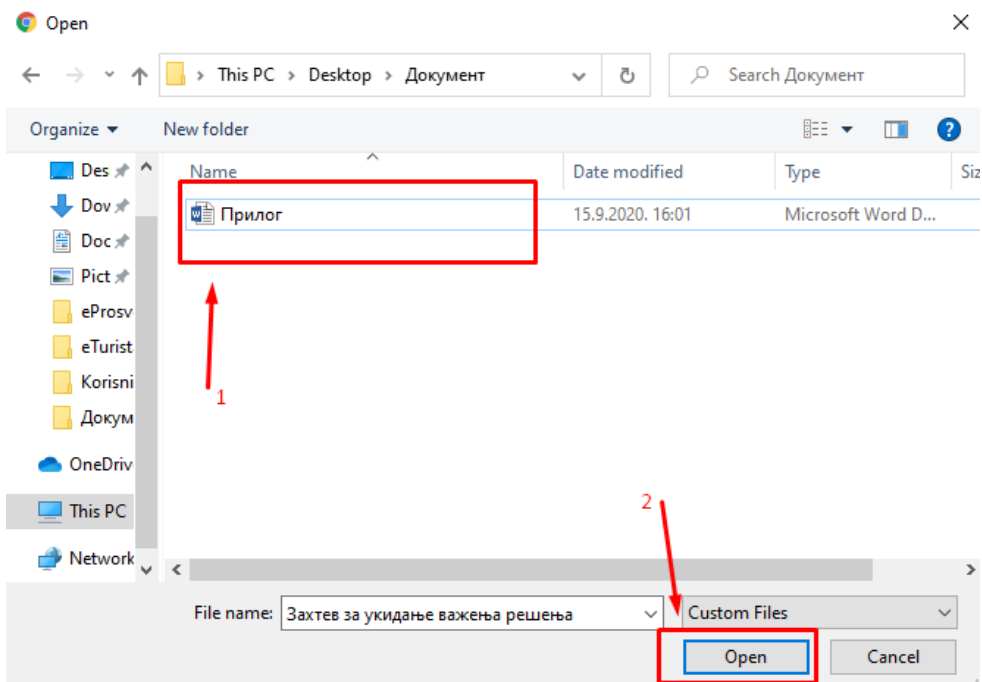 Open
This PC > Desktop > Документ
Search Документ
Organize
New folder
Name
Date modified
Type
Siz
Des
Dov
Doc
Pict
eProsv
eTurist
Korisni
Докум
OneDriv
This PC
Network
Прилог
15.9.2020. 16:01
Microsoft Word D...
1
2
File name:
Захтев за укидање важења решења
Custom Files
Open
Cancel